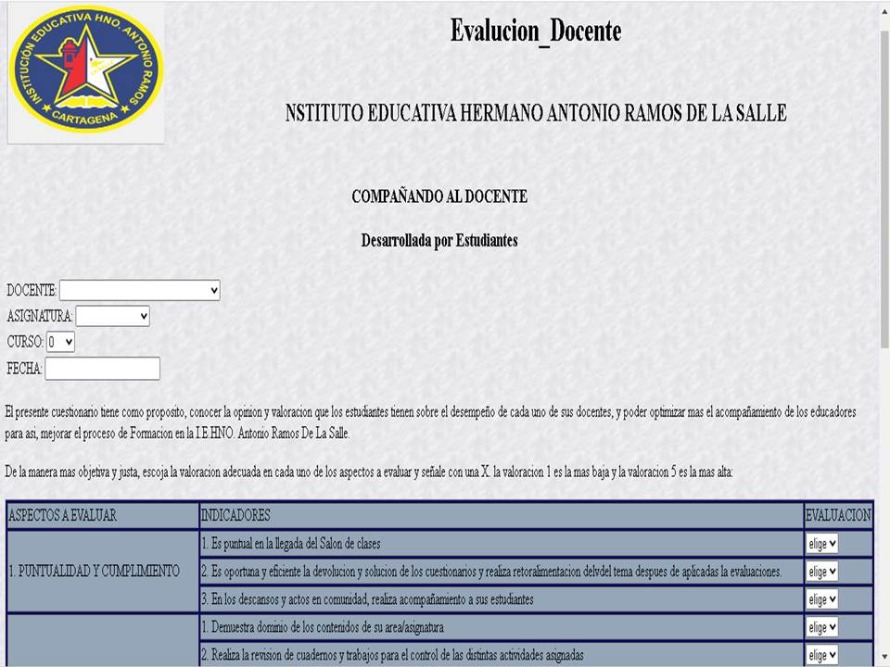 INSTITUCIÓN EDUCATIVA HNO. ANTONIO RAMOS
CARTAGENA
Evalucion_Docente
NSTITUTO EDUCATIVA HERMANO ANTONIO RAMOS DE LA SALLE
COMPAÑANDO AL DOCENTE
Desarrollada por Estudiantes
DOCENTE:
ASIGNATURA:
CURSO: 0
FECHA:
El presente cuestionario tiene como proposito, conocer la opinion y valoracion que los estudiantes tienen sobre el desempeño de cada uno de sus docentes, y poder optimizar mas el acompañamiento de los educadores
para asi, mejorar el proceso de Formacion en la I.E.HNO. Antonio Ramos De La Salle.
De la manera mas objetiva y justa, escoja la valoracion adecuada en cada uno de los aspectos a evaluar y señale con una X. la valoracion 1 es la mas baja y la valoracion 5 es la mas alta:
ASPECTOS A EVALUAR INDICADORES EVALUACION
1. Es puntual en la llegada del Salon de clases elige
1. PUNTUALIDAD Y CUMPLIMIENTO 2. Es oportuna y eficiente la devolucion y solucion de los cuestionarios y realiza retoralimentacion delvdel tema despues de aplicadas la evaluaciones. elige
3. En los descansos y actos en comunidad, realiza acompañamiento a sus estudiantes elige
1. Demuestra dominio de los contenidos de su area/asignatura elige
2. Realiza la revision de cuadernos y trabajos para el control de las distintas actividades asignadas elige